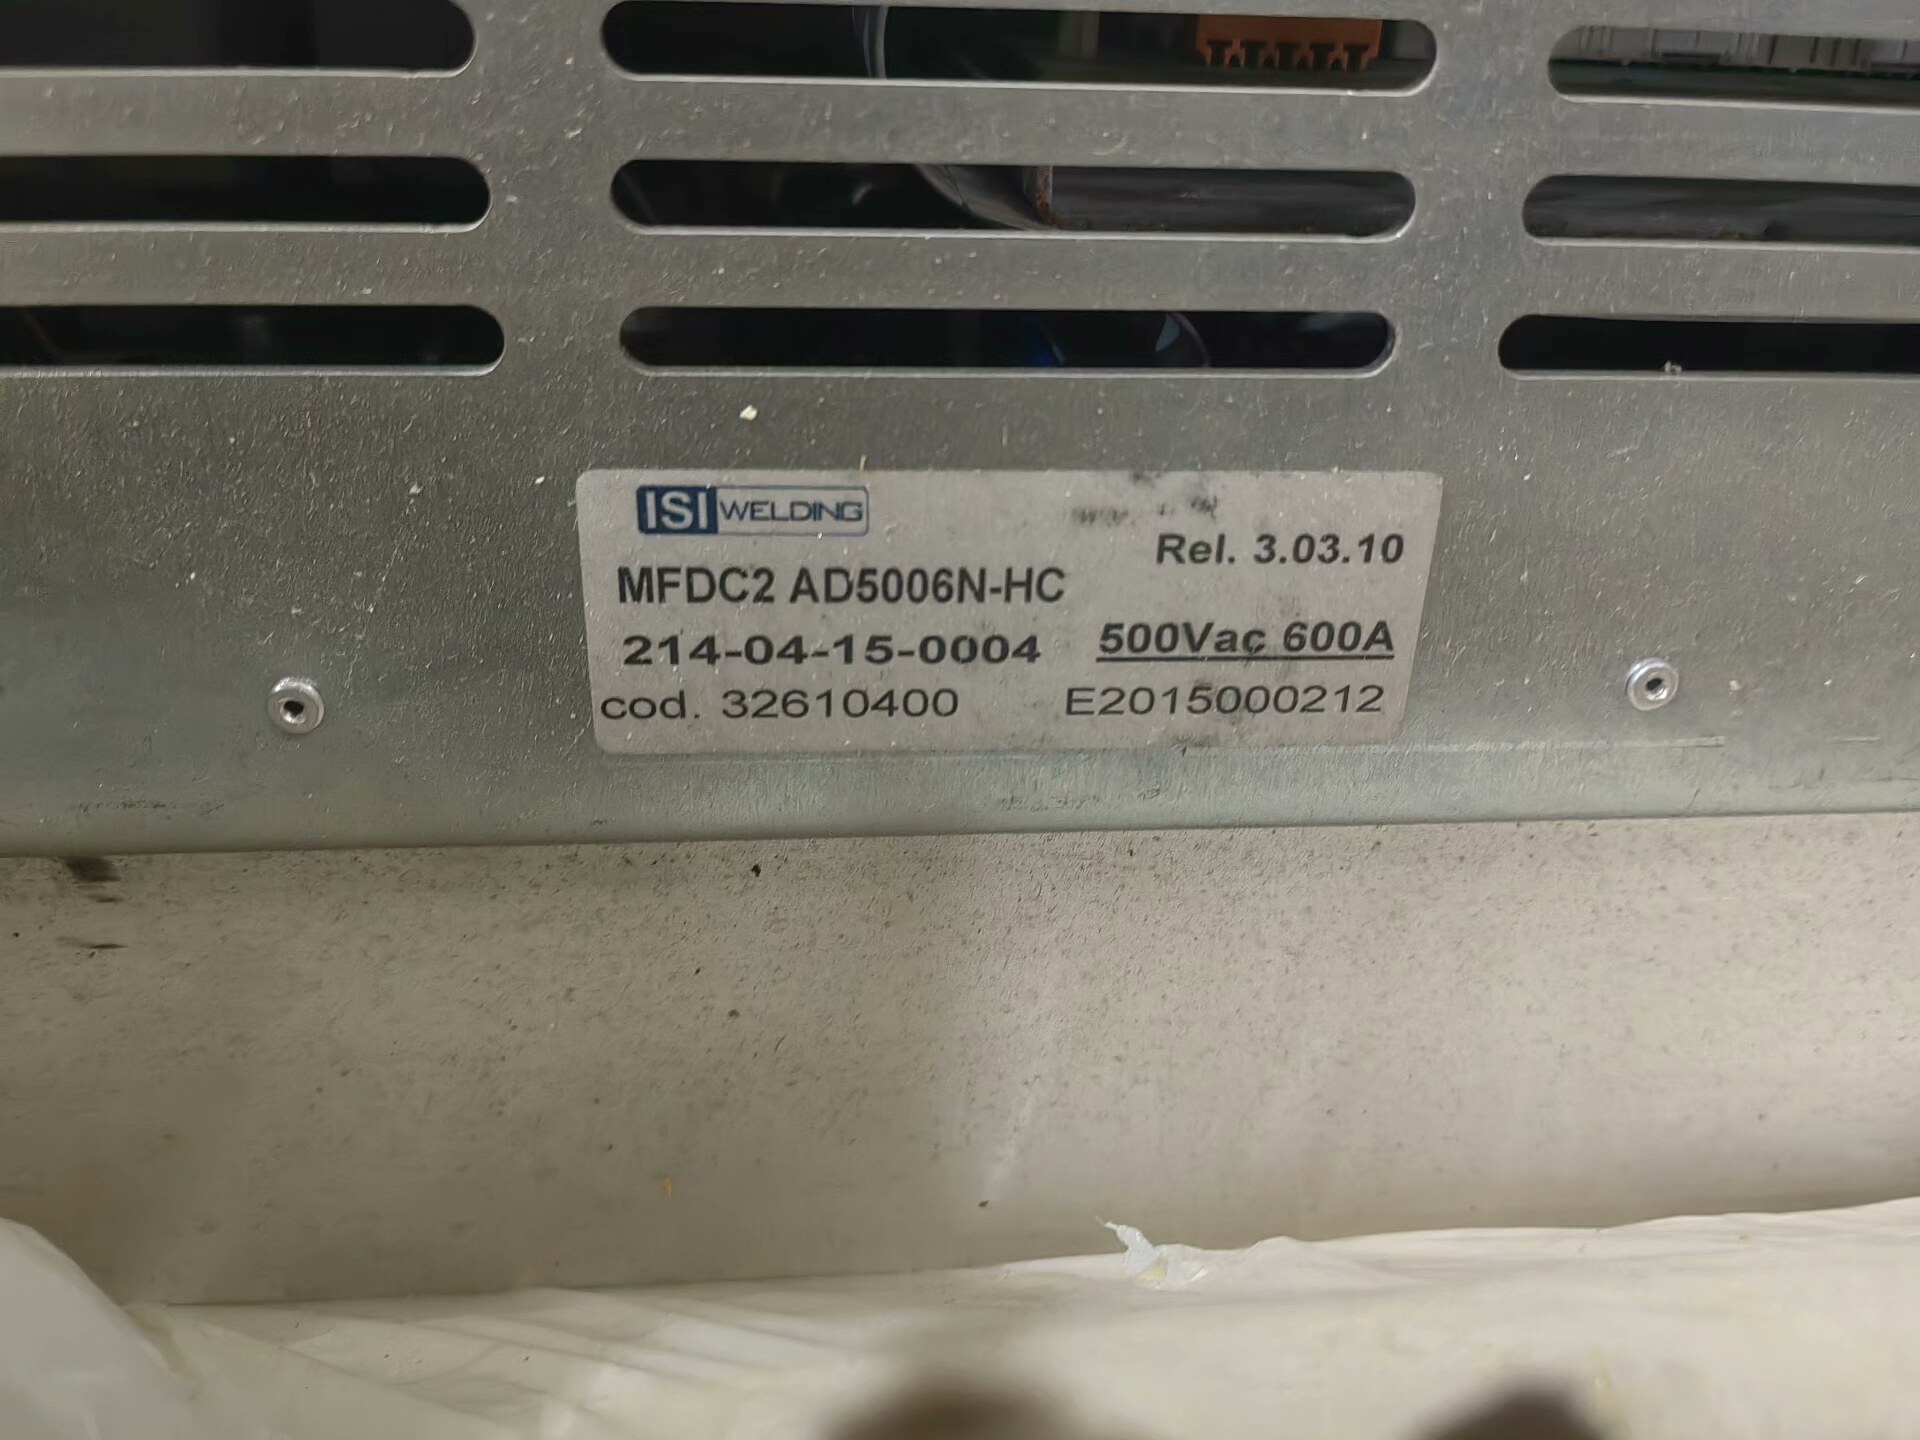 ISI WELDING
Rel. 3.03.10
MFDC2 AD5006N-HC
214-04-15-0004 500Vac 600A
cod. 32610400 E2015000212